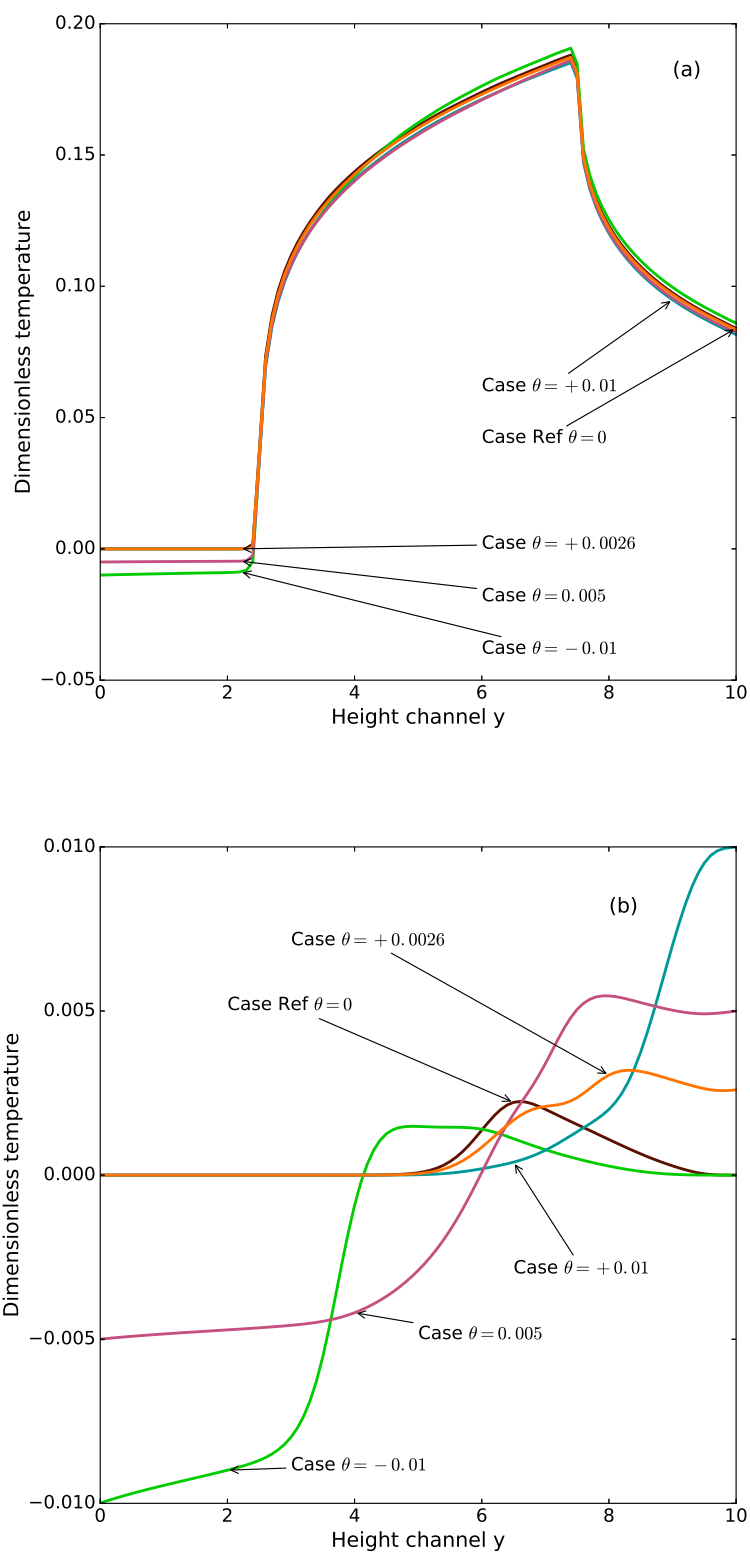 0.20
(a)
0.15
0.10
0.05
0.00
−0.05
Dimensionless temperature
Case θ=+0.01
Case Ref θ=0
Case θ=+0.0026
Case θ=0.005
Case θ=−0.01
0 2 4 6 8 10
Height channel y
0.010
(b)
0.005
0.000
−0.005
−0.010
Dimensionless temperature
Case θ=+0.0026
Case Ref θ=0
Case θ=+0.01
Case θ=0.005
Case θ=−0.01
0 2 4 6 8 10
Height channel y